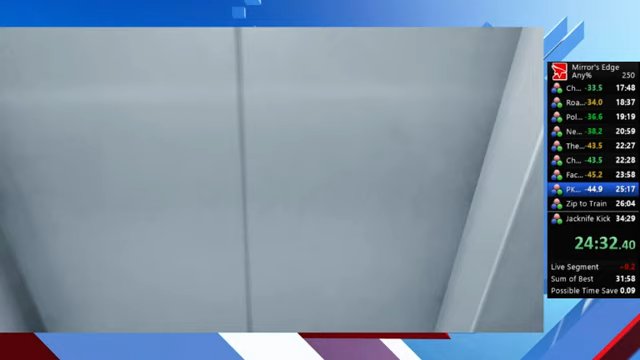 Mirror's Edge
Any% 250
Ch... -33.5 17:48
Roa... -34.0 18:37
Pol... -36.6 19:19
Ne... -38.2 20:59
The... -43.5 22:27
Ch... -43.5 22:28
Fac... -45.2 23:58
PK... -44.9 25:17
Zip to Train 26:04
Jacknife Kick 34:29
24:32.40
Live Segment -0.2
Sum of Best 31:58
Possible Time Save 0.09